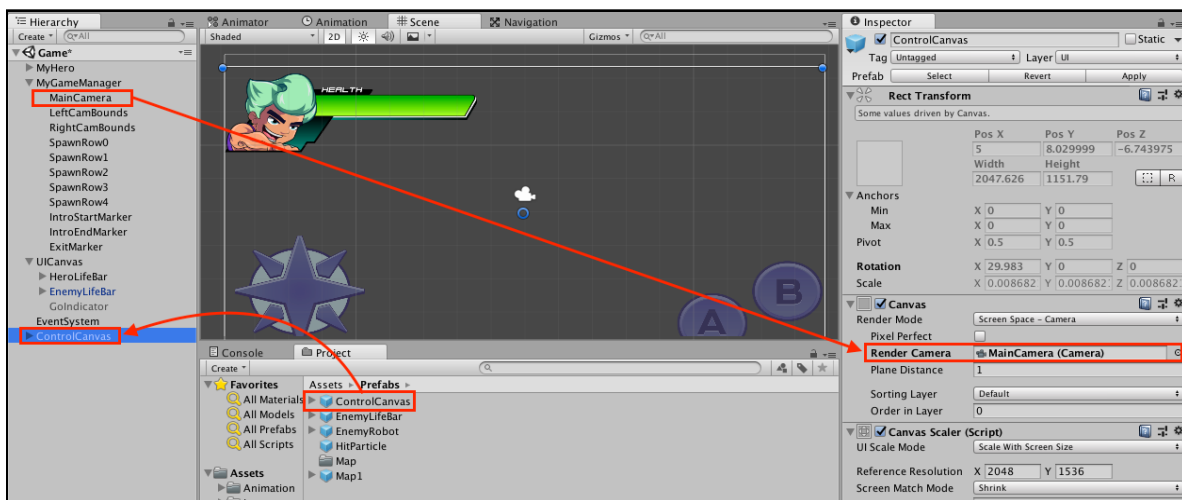 Hierarchy
Create
Q▾All
Game*
MyHero
MyGameManager
MainCamera
LeftCamBounds
RightCamBounds
SpawnRow0
SpawnRow1
SpawnRow2
SpawnRow3
SpawnRow4
IntroStartMarker
IntroEndMarker
ExitMarker
UICanvas
HeroLifeBar
EnemyLifeBar
GoIndicator
EventSystem
ControlCanvas
Animator
Animation
Scene
Navigation
Shaded
2D
Gizmos
Q▾All
HEALTH
B
A
Console
Project
Create
Favorites
All Materials
All Models
All Prefabs
All Scripts
Assets
Animation
Assets ▸ Prefabs ▸
ControlCanvas
EnemyLifeBar
EnemyRobot
HitParticle
Map
Map1
Inspector
ControlCanvas Static
Tag Untagged Layer UI
Prefab Select Revert Apply
Rect Transform
Some values driven by Canvas.
Pos X Pos Y Pos Z
5 8.029999 -6.743975
Width Height
2047.626 1151.79 R
Anchors
Min X 0 Y 0
Max X 0 Y 0
Pivot X 0.5 Y 0.5
Rotation X 29.983 Y 0 Z 0
Scale X 0.008682 Y 0.008682 Z 0.008682
Canvas
Render Mode Screen Space - Camera
Pixel Perfect
Render Camera MainCamera (Camera)
Plane Distance 1
Sorting Layer Default
Order in Layer 0
Canvas Scaler (Script)
UI Scale Mode Scale With Screen Size
Reference Resolution X 2048 Y 1536
Screen Match Mode Shrink